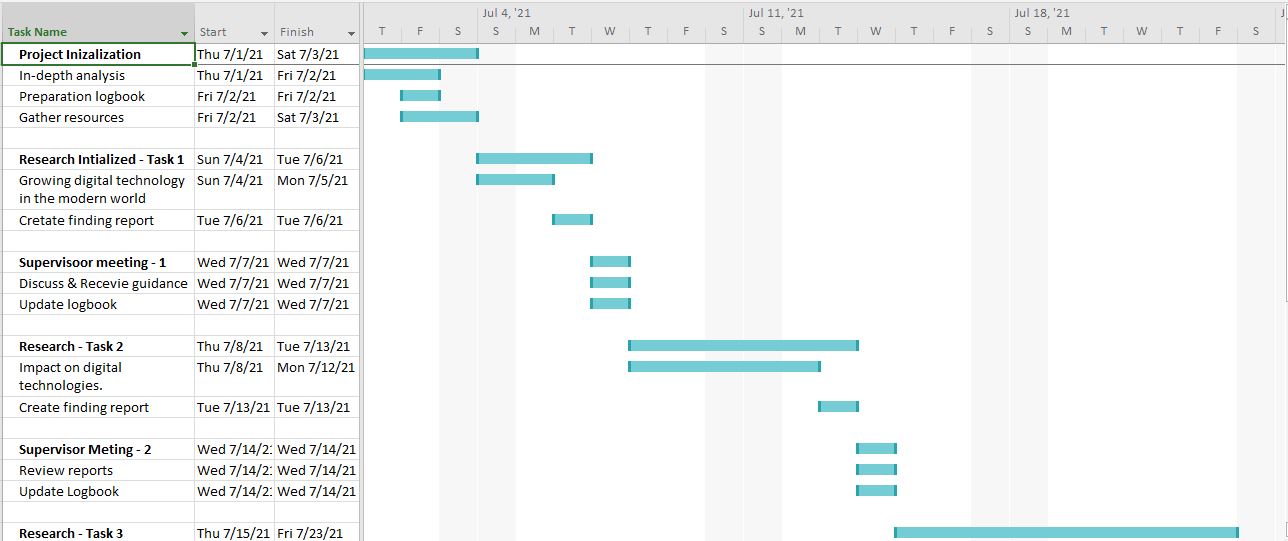 Jul 4, '21 Jul 11, '21 Jul 18, '21 J
Task Name Start Finish T F S S M T W T F S S M T W T F S S M T W T F S
Project Inizalization Thu 7/1/21 Sat 7/3/21
In-depth analysis Thu 7/1/21 Fri 7/2/21
Preparation logbook Fri 7/2/21 Fri 7/2/21
Gather resources Fri 7/2/21 Sat 7/3/21
Research Intialized - Task 1 Sun 7/4/21 Tue 7/6/21
Growing digital technology Sun 7/4/21 Mon 7/5/21
in the modern world
Cretate finding report Tue 7/6/21 Tue 7/6/21
Supervisoor meeting - 1 Wed 7/7/21 Wed 7/7/21
Discuss & Recevie guidance Wed 7/7/21 Wed 7/7/21
Update logbook Wed 7/7/21 Wed 7/7/21
Research - Task 2 Thu 7/8/21 Tue 7/13/21
Impact on digital Thu 7/8/21 Mon 7/12/21
technologies.
Create finding report Tue 7/13/21 Tue 7/13/21
Supervisor Meting - 2 Wed 7/14/2 Wed 7/14/21
Review reports Wed 7/14/2 Wed 7/14/21
Update Logbook Wed 7/14/2 Wed 7/14/21
Research - Task 3 Thu 7/15/21 Fri 7/23/21